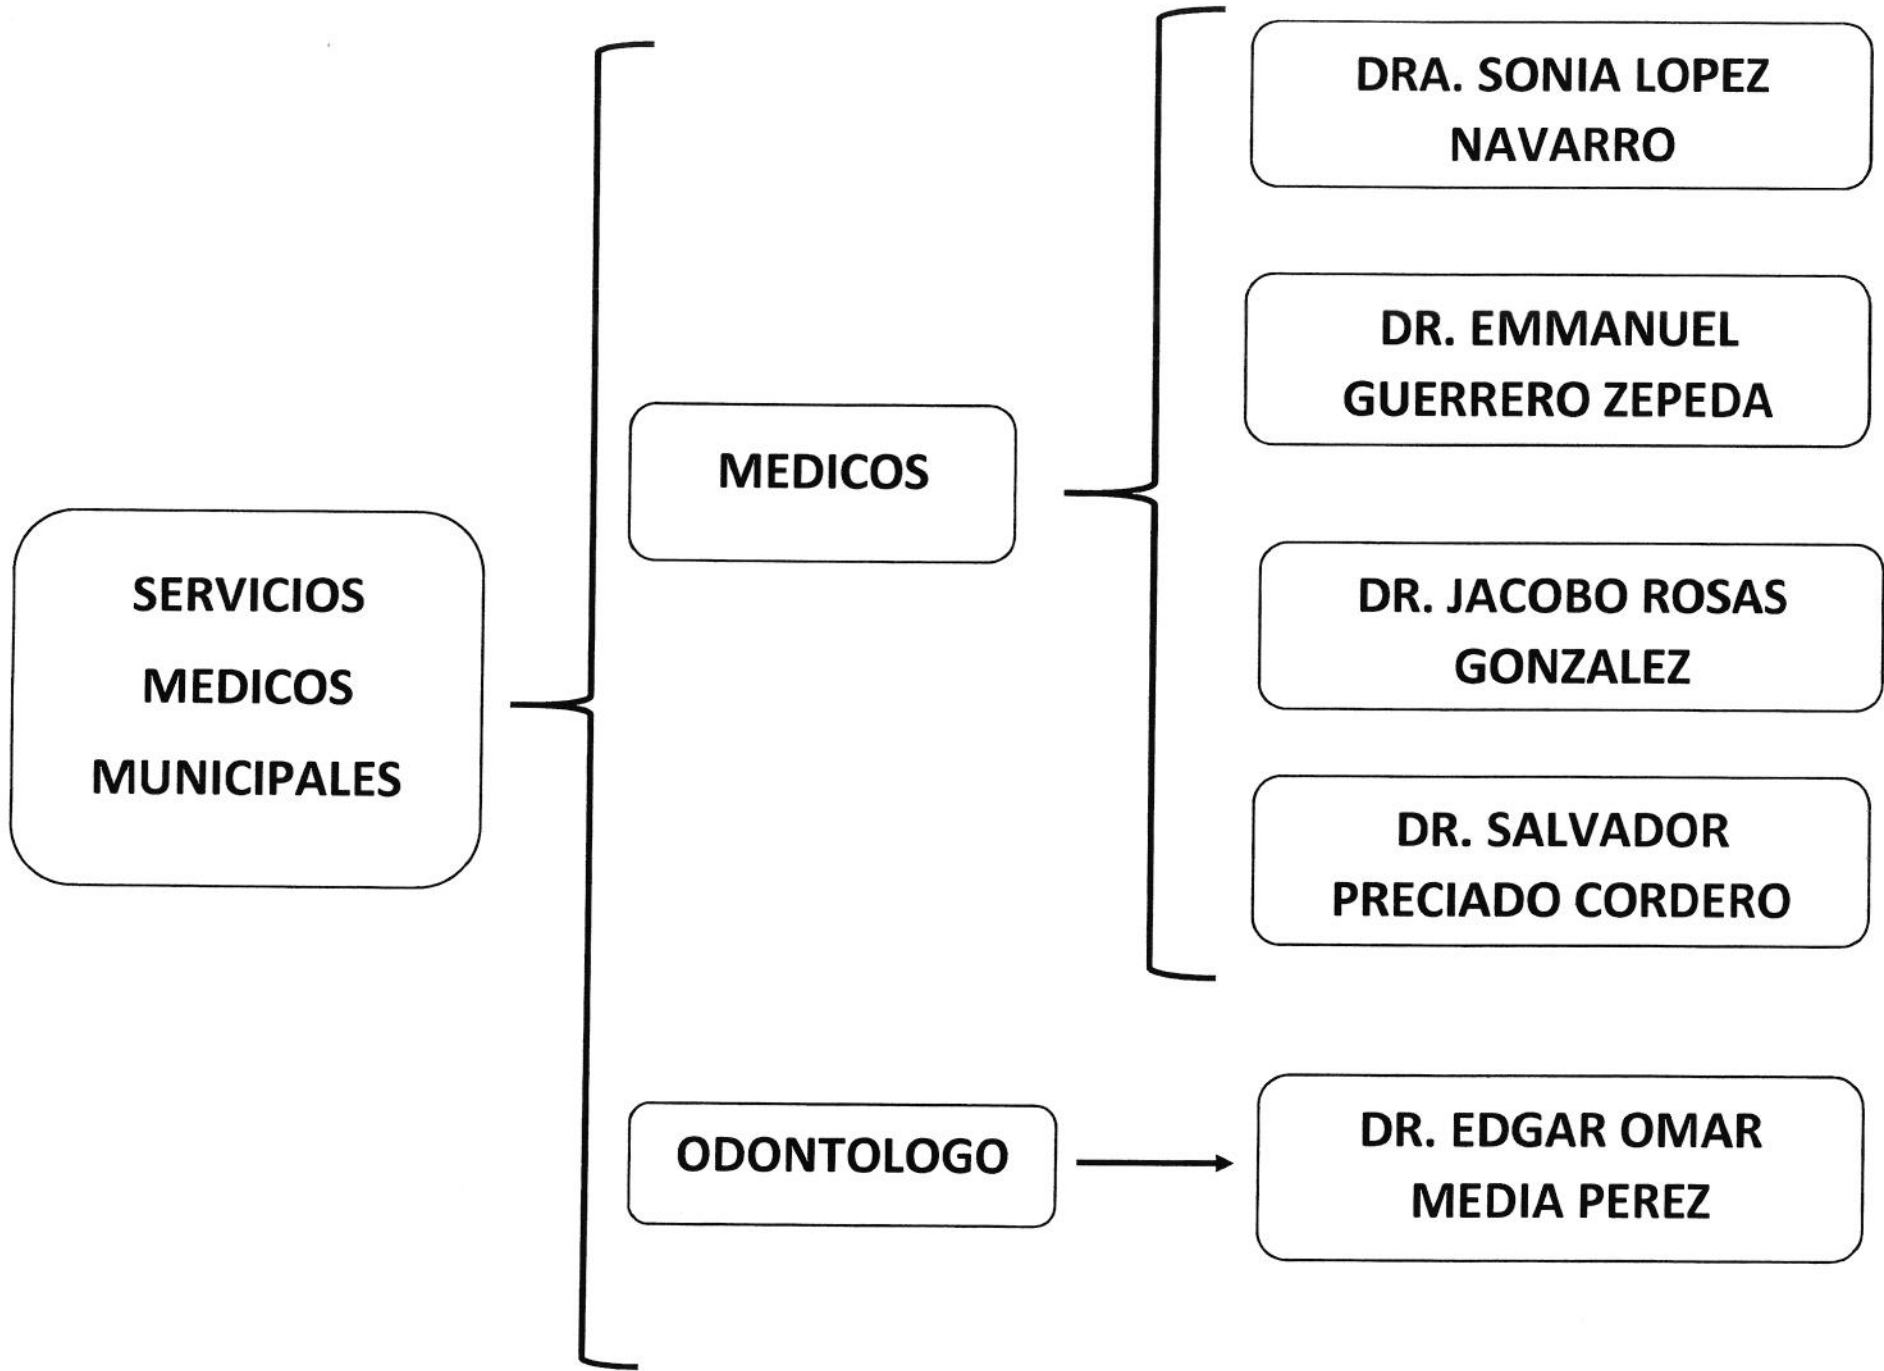 SERVICIOS
MEDICOS
MUNICIPALES
MEDICOS
DRA. SONIA LOPEZ
NAVARRO
DR. EMMANUEL
GUERRERO ZEPEDA
DR. JACOBO ROSAS
GONZALEZ
DR. SALVADOR
PRECIADO CORDERO
ODONTOLOGO
DR. EDGAR OMAR
MEDIA PEREZ